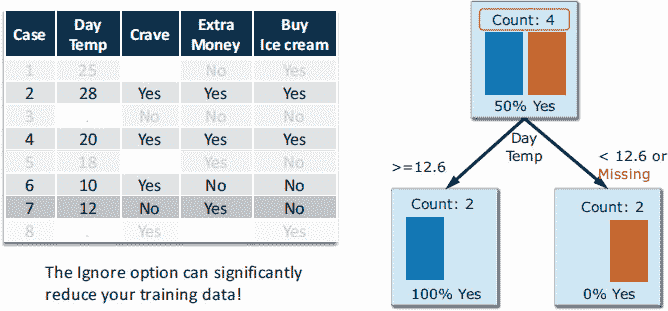 Case Day Temp Crave Extra Money Buy Ice cream
1 25 No Yes
2 28 Yes Yes Yes
3 . No No No
4 20 Yes Yes Yes
5 18 Yes No
6 10 Yes No No
7 12 No Yes No
8 . Yes Yes
The Ignore option can significantly
reduce your training data!
Count: 4
50% Yes
Day
Temp
>=12.6
< 12.6 or
Missing
Count: 2
100% Yes
Count: 2
0% Yes